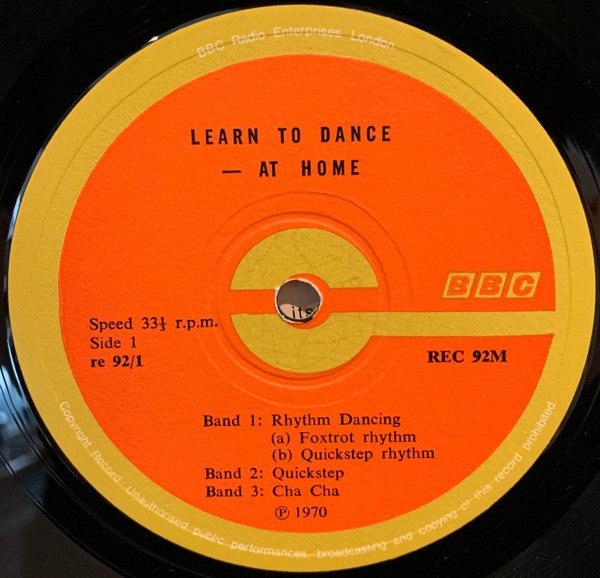 BBC Radio Enterprises London
LEARN TO DANCE
— AT HOME
BBC
its
Speed 33⅓ r.p.m.
Side 1
re 92/1
REC 92M
Band 1: Rhythm Dancing
(a) Foxtrot rhythm
(b) Quickstep rhythm
Band 2: Quickstep
Band 3: Cha Cha
℗ 1970
Copyright Record. Unauthorised public performances, broadcasting and copying of this record prohibited